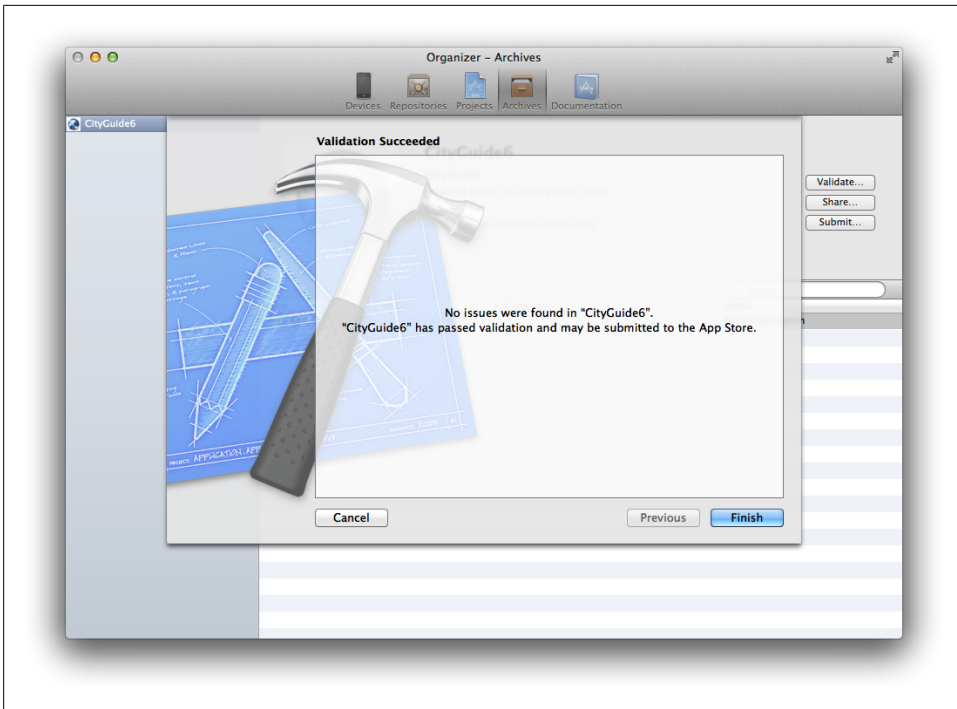 Organizer – Archives
Devices Repositories Projects Archives Documentation
CityGuide6
Validation Succeeded
CityGuide6
Validate...
Share...
Submit...
No issues were found in “CityGuide6”.
“CityGuide6” has passed validation and may be submitted to the App Store.
Cancel
Previous
Finish